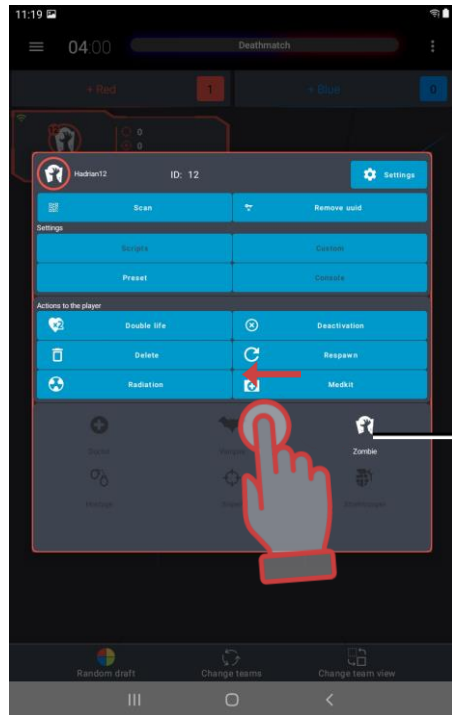 11:19
04:00 Deathmatch
+ Red 1 + Blue 0
12
0
0
Hadrian12 ID: 12 Settings
Scan Remove uuid
Settings
Scripts Custom
Preset Console
Actions to the player
x2 Double life Deactivation
Delete Respawn
Radiation Medkit
Zombie
Random draft Change teams Change team view